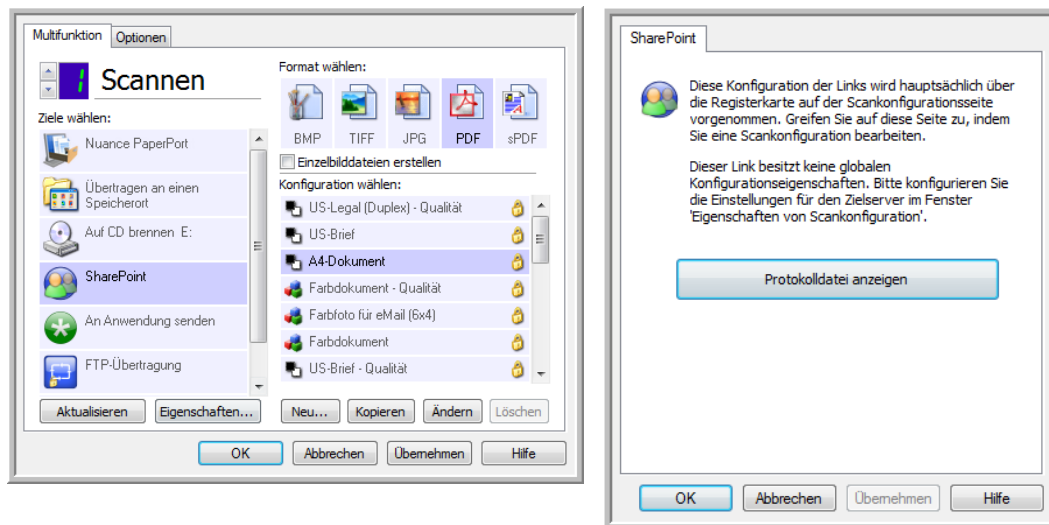 Multifunktion
Optionen
1 Scannen
Ziele wählen:
Nuance PaperPort
Übertragen an einen
Speicherort
Auf CD brennen E:
SharePoint
An Anwendung senden
FTP-Übertragung
Aktualisieren
Eigenschaften...
Format wählen:
BMP
TIFF
JPG
PDF
sPDF
Einzelbilddateien erstellen
Konfiguration wählen:
US-Legal (Duplex) - Qualität
US-Brief
A4-Dokument
Farbdokument - Qualität
Farbfoto für eMail (6x4)
Farbdokument
US-Brief - Qualität
Neu...
Kopieren
Ändern
Löschen
OK
Abbrechen
Übernehmen
Hilfe
SharePoint
Diese Konfiguration der Links wird hauptsächlich über
die Registerkarte auf der Scankonfigurationsseite
vorgenommen. Greifen Sie auf diese Seite zu, indem
Sie eine Scankonfiguration bearbeiten.
Dieser Link besitzt keine globalen
Konfigurationseigenschaften. Bitte konfigurieren Sie
die Einstellungen für den Zielserver im Fenster
'Eigenschaften von Scankonfiguration'.
Protokolldatei anzeigen
OK
Abbrechen
Übernehmen
Hilfe